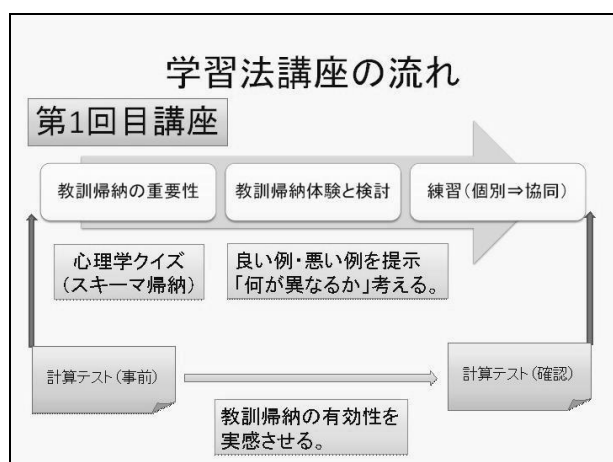 学習法講座の流れ
第1回目講座
教訓帰納の重要性
教訓帰納体験と検討
練習(個別⇒協同)
心理学クイズ
(スキーマ帰納)
良い例・悪い例を提示
「何が異なるか」考える。
計算テスト(事前)
計算テスト(確認)
教訓帰納の有効性を
実感させる。